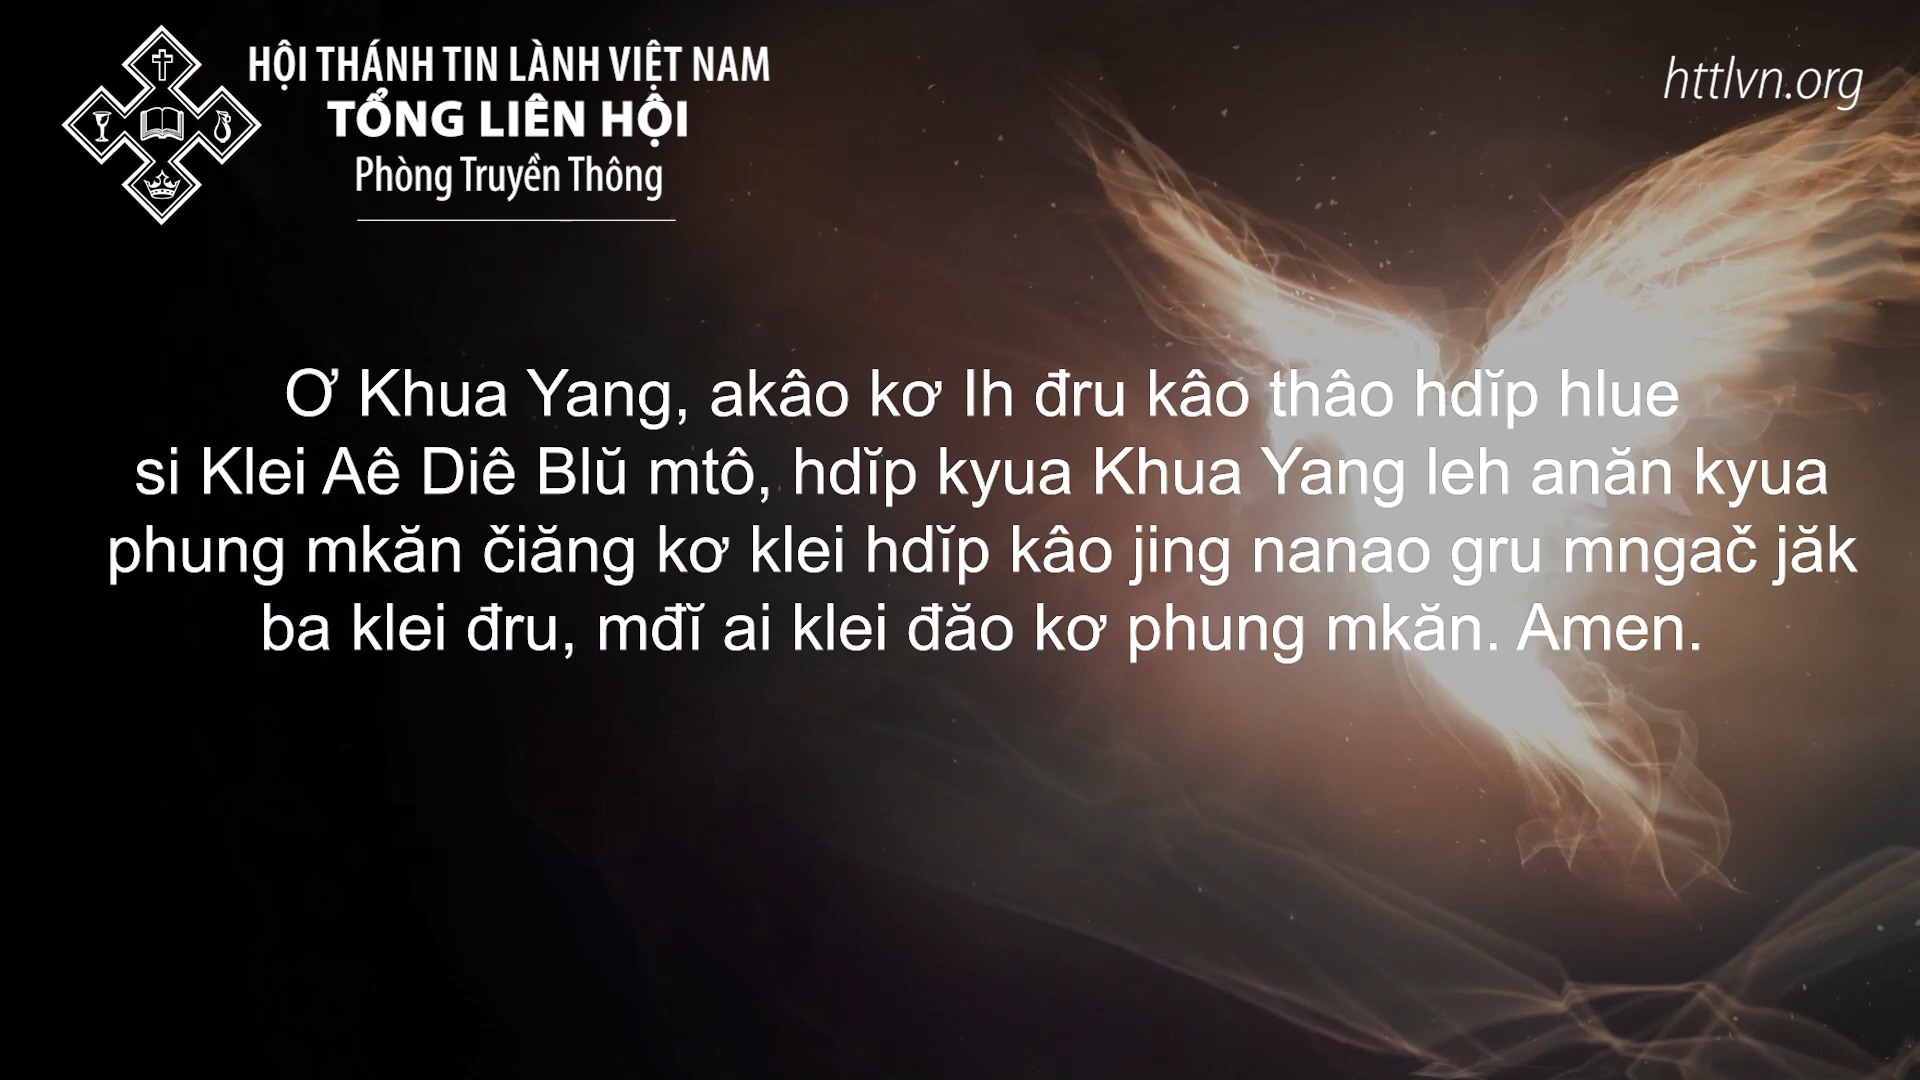 HỘI THÁNH TIN LÀNH VIỆT NAM
TỔNG LIÊN HỘI
Phòng Truyền Thông
httlvn.org
Ơ Khua Yang, akâo kơ Ih đru kâo thâo hdĭp hlue
si Klei Aê Diê Blŭ mtô, hdĭp kyua Khua Yang leh anăn kyua
phung mkăn čiăng kơ klei hdĭp kâo jing nanao gru mngač jăk
ba klei đru, mđĭ ai klei đăo kơ phung mkăn. Amen.